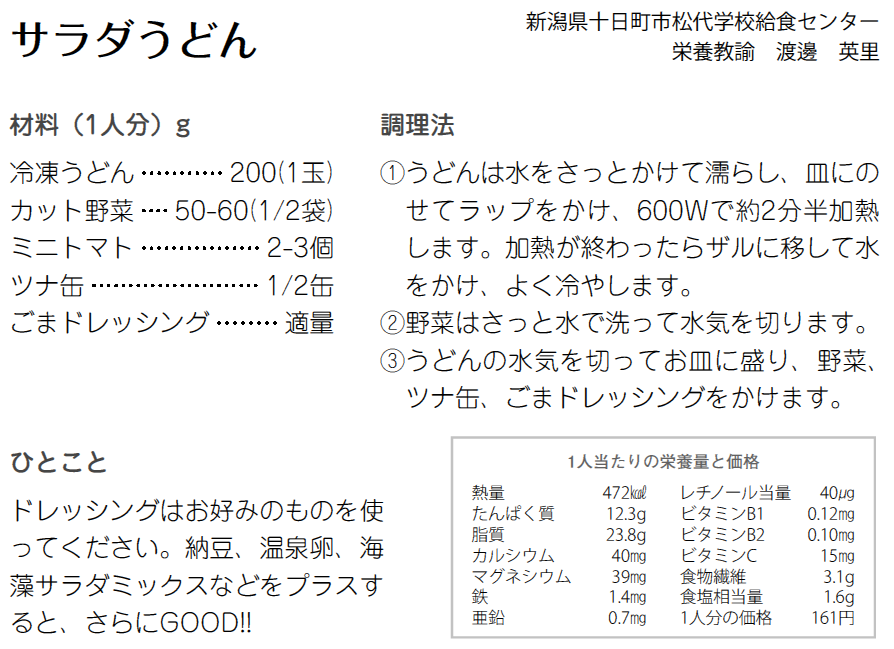 サラダうどん
新潟県十日町市松代学校給食センター
栄養教諭　渡邊　英里
材料（1人分）g
冷凍うどん ………… 200(1玉)
カット野菜 …… 50-60(1/2袋)
ミニトマト ……………… 2-3個
ツナ缶 …………………… 1/2缶
ごまドレッシング ……… 適量
調理法
①うどんは水をさっとかけて濡らし、皿にの
せてラップをかけ、600Wで約2分半加熱
します。加熱が終わったらザルに移して水
をかけ、よく冷やします。
②野菜はさっと水で洗って水気を切ります。
③うどんの水気を切ってお皿に盛り、野菜、
ツナ缶、ごまドレッシングをかけます。
ひとこと
ドレッシングはお好みのものを使
ってください。納豆、温泉卵、海
藻サラダミックスなどをプラスす
ると、さらにGOOD!!
1人当たりの栄養量と価格
熱量 472㎉ レチノール当量 40μg
たんぱく質 12.3g ビタミンB1 0.12㎎
脂質 23.8g ビタミンB2 0.10㎎
カルシウム 40㎎ ビタミンC 15㎎
マグネシウム 39㎎ 食物繊維 3.1g
鉄 1.4㎎ 食塩相当量 1.6g
亜鉛 0.7㎎ 1人分の価格 161円